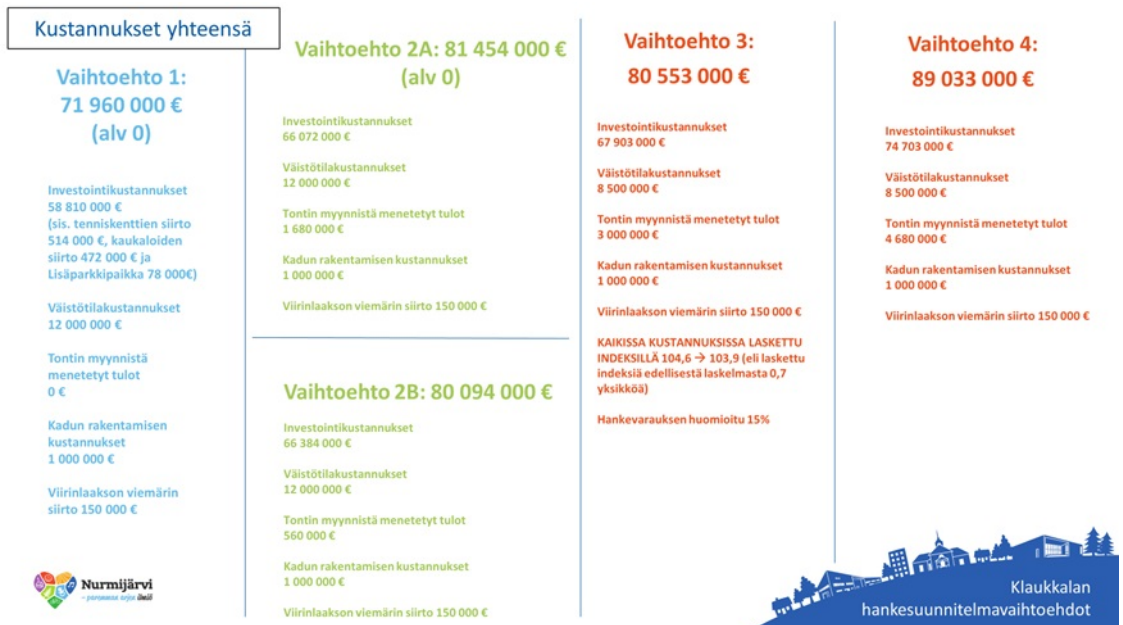 Kustannukset yhteensä
Vaihtoehto 1:
71 960 000 €
(alv 0)
Investointikustannukset
58 810 000 €
(sis. tenniskenttien siirto
514 000 €, kaukaloiden
siirto 472 000 € ja
Lisäparkkipaikka 78 000€)
Väistötilakustannukset
12 000 000 €
Tontin myynnistä
menetetyt tulot
0 €
Kadun rakentamisen
kustannukset
1 000 000 €
Viirinlaakson viemärin
siirto 150 000 €
Vaihtoehto 2A: 81 454 000 €
(alv 0)
Investointikustannukset
66 072 000 €
Väistötilakustannukset
12 000 000 €
Tontin myynnistä menetetyt tulot
1 680 000 €
Kadun rakentamisen kustannukset
1 000 000 €
Viirinlaakson viemärin siirto 150 000 €
Vaihtoehto 2B: 80 094 000 €
Investointikustannukset
66 384 000 €
Väistötilakustannukset
12 000 000 €
Tontin myynnistä menetetyt tulot
560 000 €
Kadun rakentamisen kustannukset
1 000 000 €
Viirinlaakson viemärin siirto 150 000 €
Vaihtoehto 3:
80 553 000 €
Investointikustannukset
67 903 000 €
Väistötilakustannukset
8 500 000 €
Tontin myynnistä menetetyt tulot
3 000 000 €
Kadun rakentamisen kustannukset
1 000 000 €
Viirinlaakson viemärin siirto 150 000 €
KAIKISSA KUSTANNUKSISSA LASKETTU
INDEKSILLÄ 104,6 → 103,9 (eli laskettu
indeksiä edellisestä laskelmasta 0,7
yksikköä)
Hankevarauksen huomioitu 15%
Vaihtoehto 4:
89 033 000 €
Investointikustannukset
74 703 000 €
Väistötilakustannukset
8 500 000 €
Tontin myynnistä menetetyt tulot
4 680 000 €
Kadun rakentamisen kustannukset
1 000 000 €
Viirinlaakson viemärin siirto 150 000 €
Nurmijärvi
– paremman arjen ilmiö
Klaukkalan
hankesuunnitelmavaihtoehdot